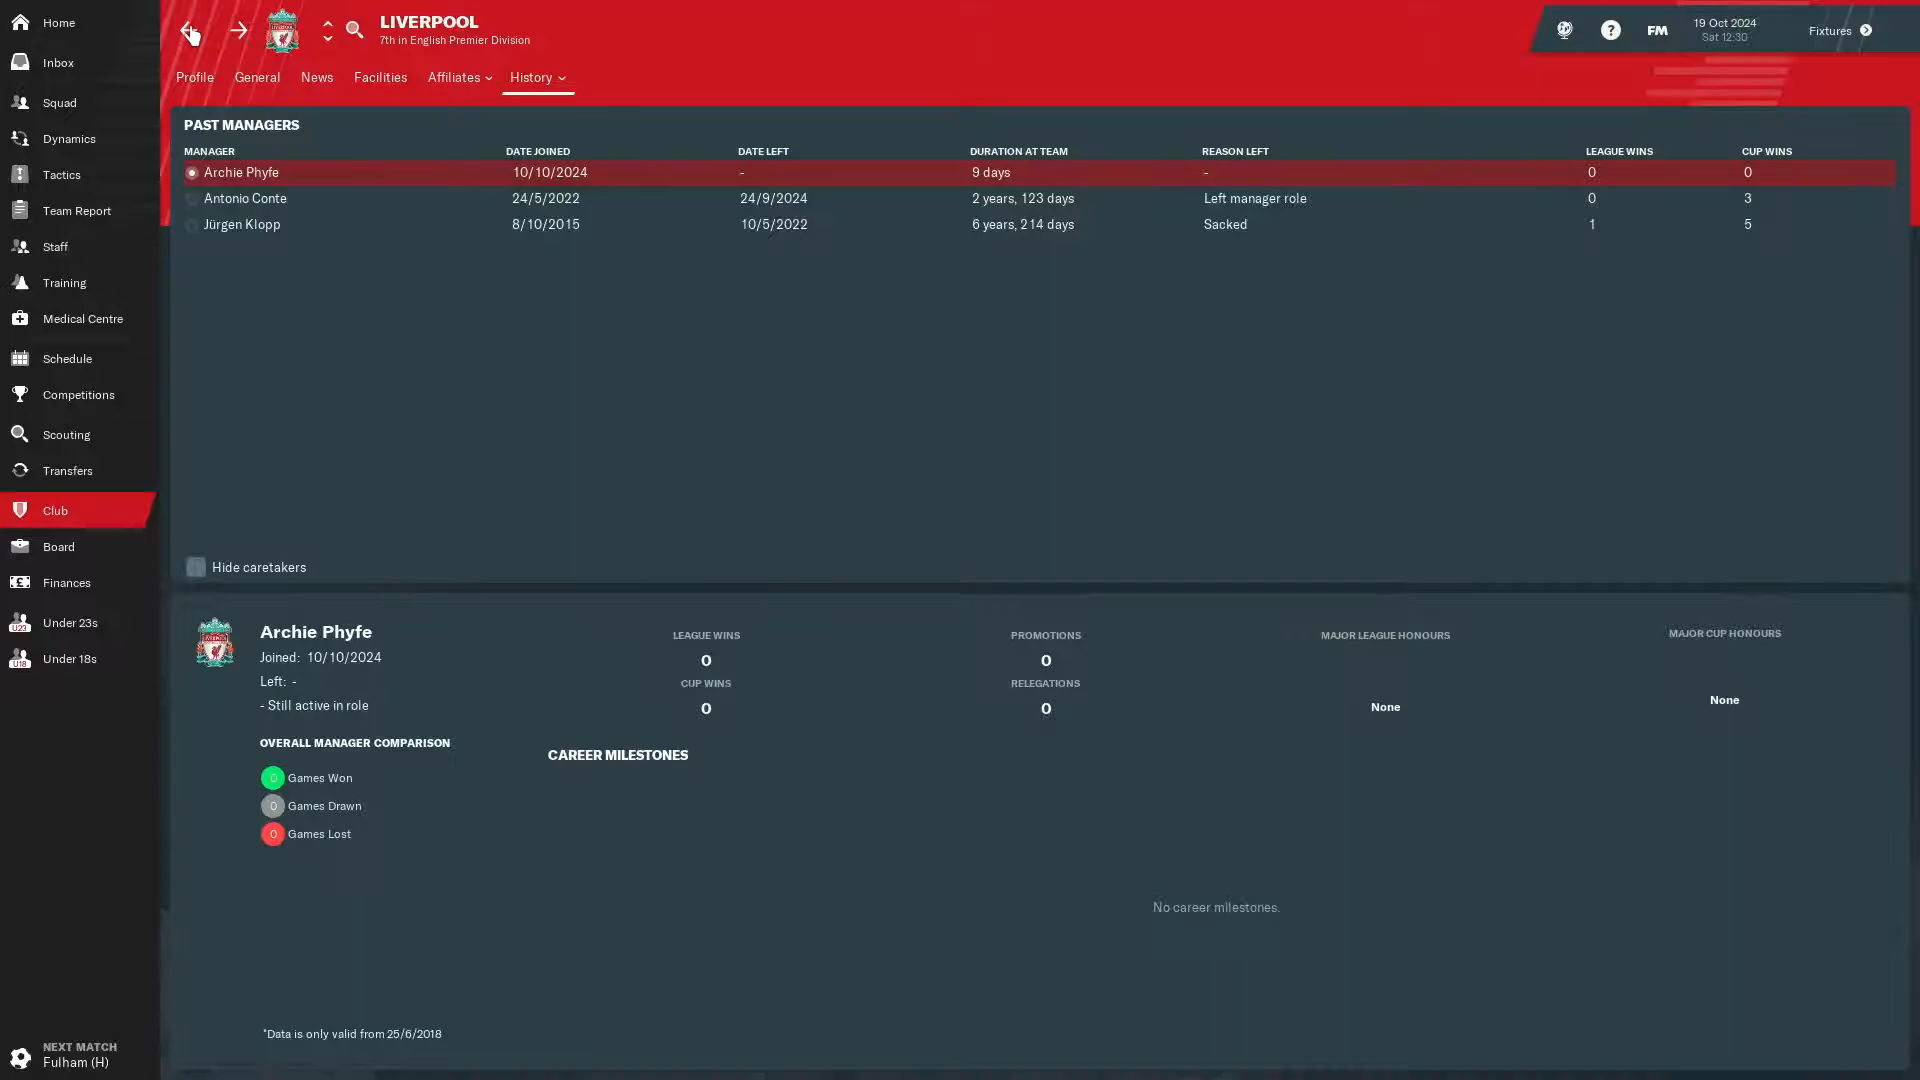 Home
Inbox
Squad
Dynamics
Tactics
Team Report
Staff
Training
Medical Centre
Schedule
Competitions
Scouting
Transfers
Club
Board
Finances
U23
Under 23s
U18
Under 18s
NEXT MATCH
Fulham (H)
LIVERPOOL
7th in English Premier Division
FM
19 Oct 2024
Sat 12:30
Fixtures
Profile General News Facilities Affiliates History
PAST MANAGERS
MANAGER DATE JOINED DATE LEFT DURATION AT TEAM REASON LEFT LEAGUE WINS CUP WINS
Archie Phyfe 10/10/2024 - 9 days - 0 0
Antonio Conte 24/5/2022 24/9/2024 2 years, 123 days Left manager role 0 3
Jürgen Klopp 8/10/2015 10/5/2022 6 years, 214 days Sacked 1 5
Hide caretakers
Archie Phyfe
Joined: 10/10/2024
Left: -
- Still active in role
LEAGUE WINS
0
CUP WINS
0
PROMOTIONS
0
RELEGATIONS
0
MAJOR LEAGUE HONOURS
None
MAJOR CUP HONOURS
None
OVERALL MANAGER COMPARISON
0 Games Won
0 Games Drawn
0 Games Lost
CAREER MILESTONES
No career milestones.
*Data is only valid from 25/6/2018